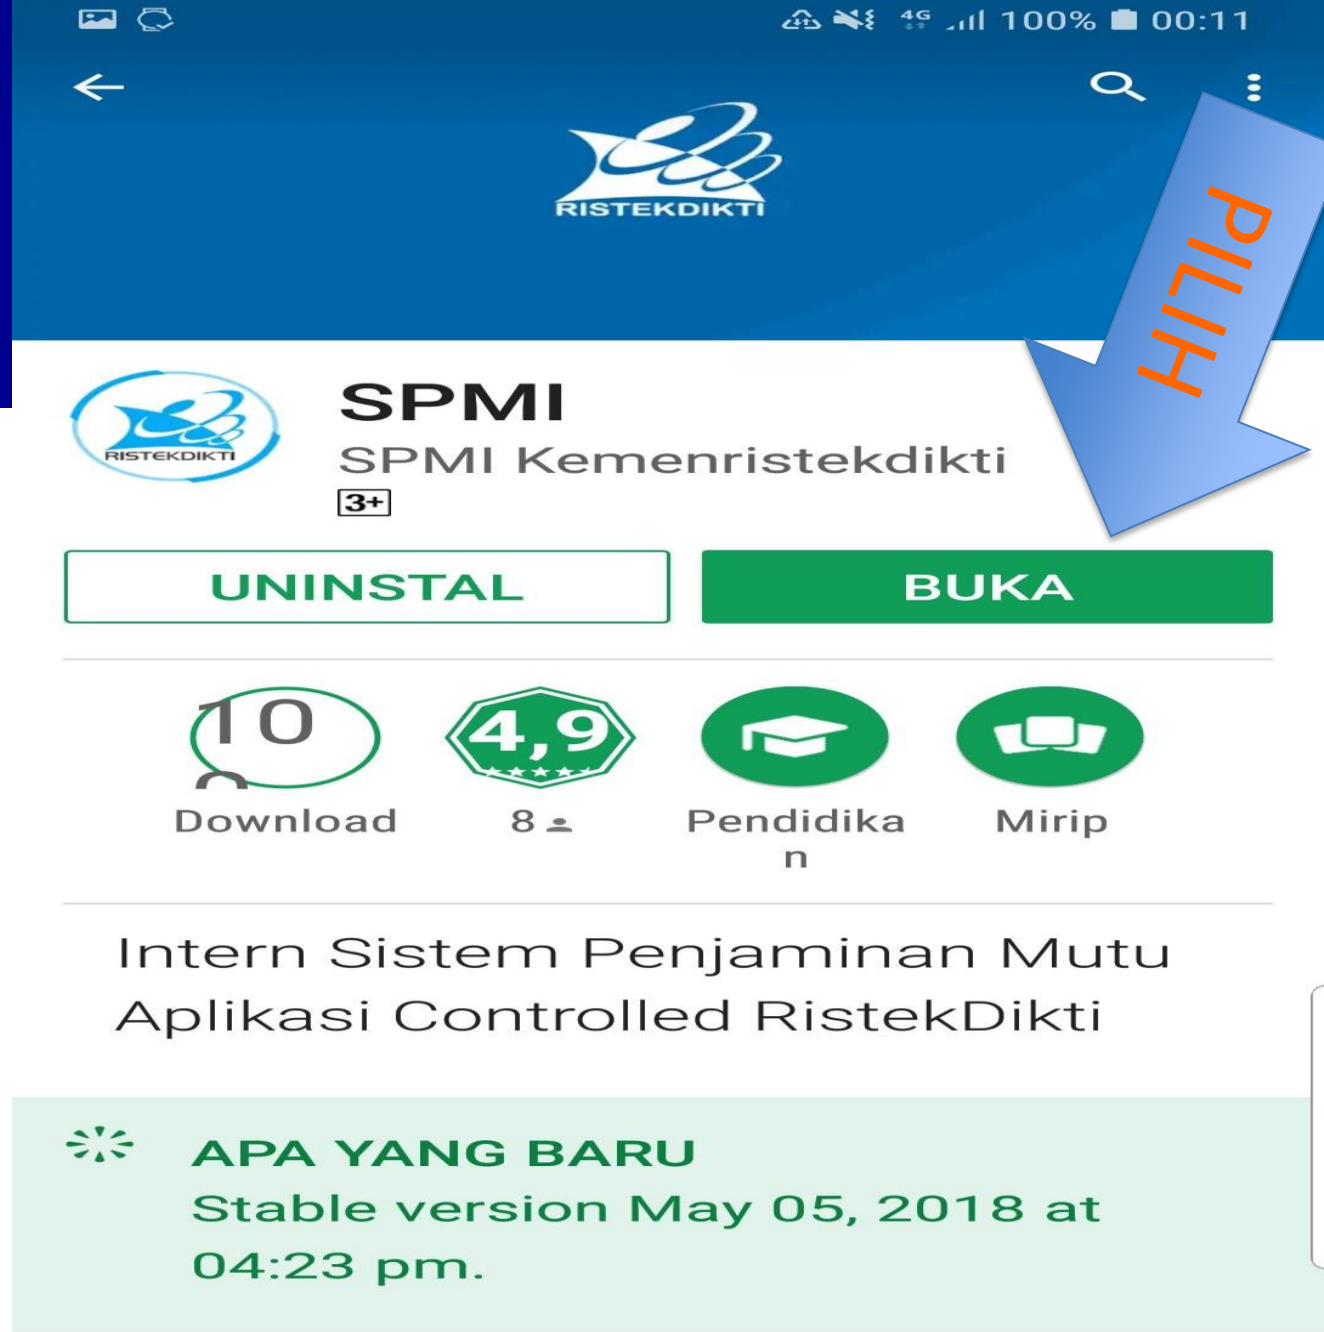 4G 100% 00:11
RISTEKDIKTI
PILIH
RISTEKDIKTI
SPMI
SPMI Kemenristekdikti
3+
UNINSTAL
BUKA
10
0
4,9
Download
8
Pendidika
n
Mirip
Intern Sistem Penjaminan Mutu
Aplikasi Controlled RistekDikti
APA YANG BARU
Stable version May 05, 2018 at
04:23 pm.